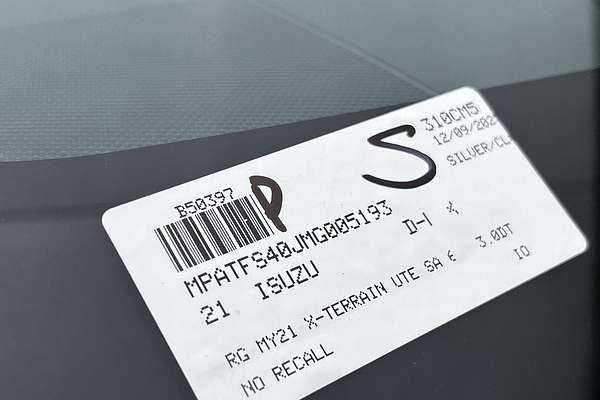 310CM5
12/09/202
S
SILVER/CL
B50397
P
MPATFS40JMG005193
D-1
21 ISUZU
RG MY21 X-TERRAIN UTE SA 6 3.0DT
NO RECALL
IO